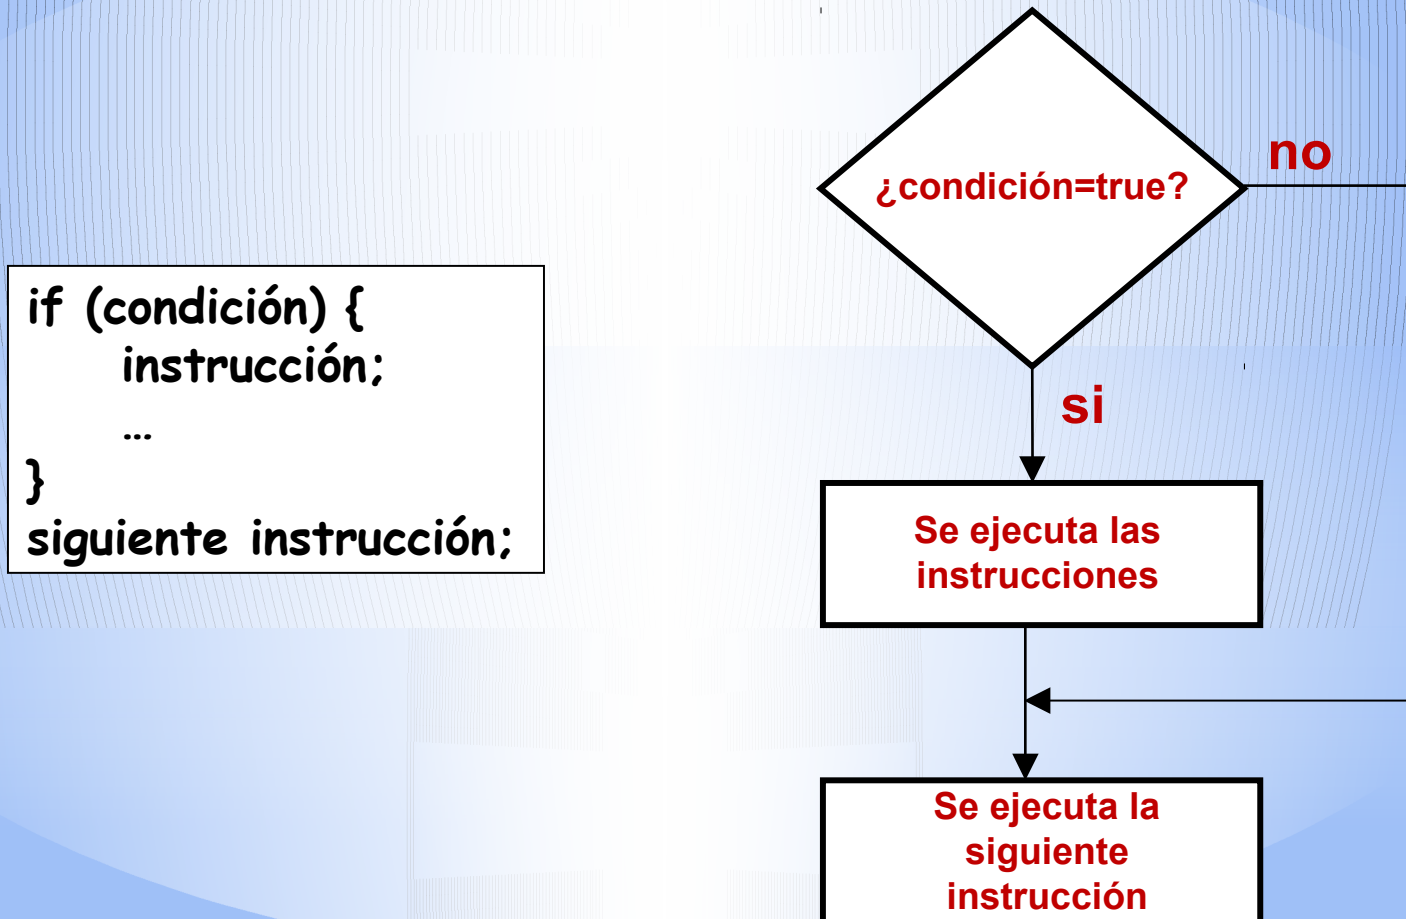 if (condición) {
instrucción;
...
}
siguiente instrucción;
¿condición=true?
no
si
Se ejecuta las
instrucciones
Se ejecuta la
siguiente
instrucción